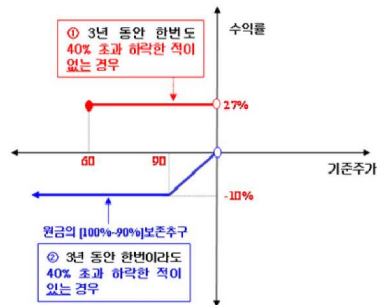 ① 3년 동안 한번도
40% 초과 하락한 적이
없는 경우
수익률
27%
60
90
기준주가
-10%
원금의 [100%~90%]보존추구
② 3년 동안 한번이라도
40% 초과 하락한 적이
있는 경우